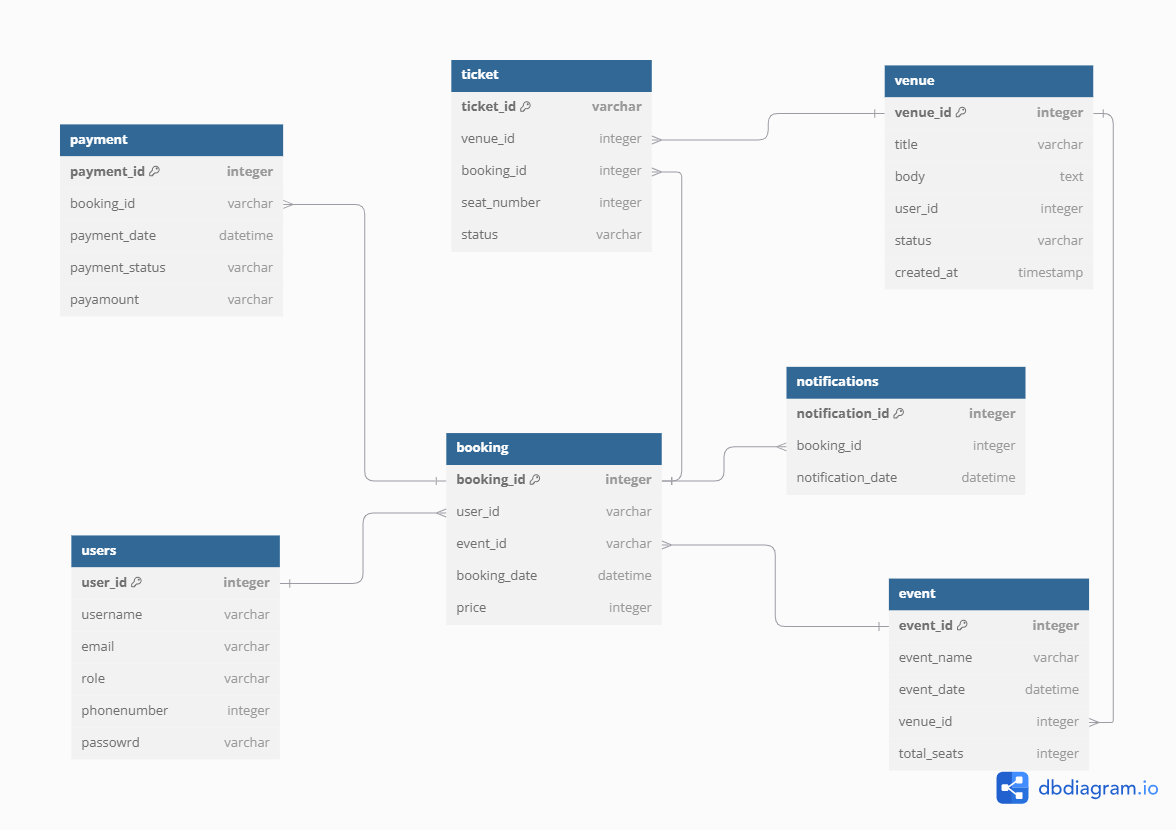 payment
payment_id integer
booking_id varchar
payment_date datetime
payment_status varchar
payamount varchar
ticket
ticket_id varchar
venue_id integer
booking_id integer
seat_number integer
status varchar
venue
venue_id integer
title varchar
body text
user_id integer
status varchar
created_at timestamp
notifications
notification_id integer
booking_id integer
notification_date datetime
booking
booking_id integer
user_id varchar
event_id varchar
booking_date datetime
price integer
users
user_id integer
username varchar
email varchar
role varchar
phonenumber integer
passowrd varchar
event
event_id integer
event_name varchar
event_date datetime
venue_id integer
total_seats integer
dbdiagram.io